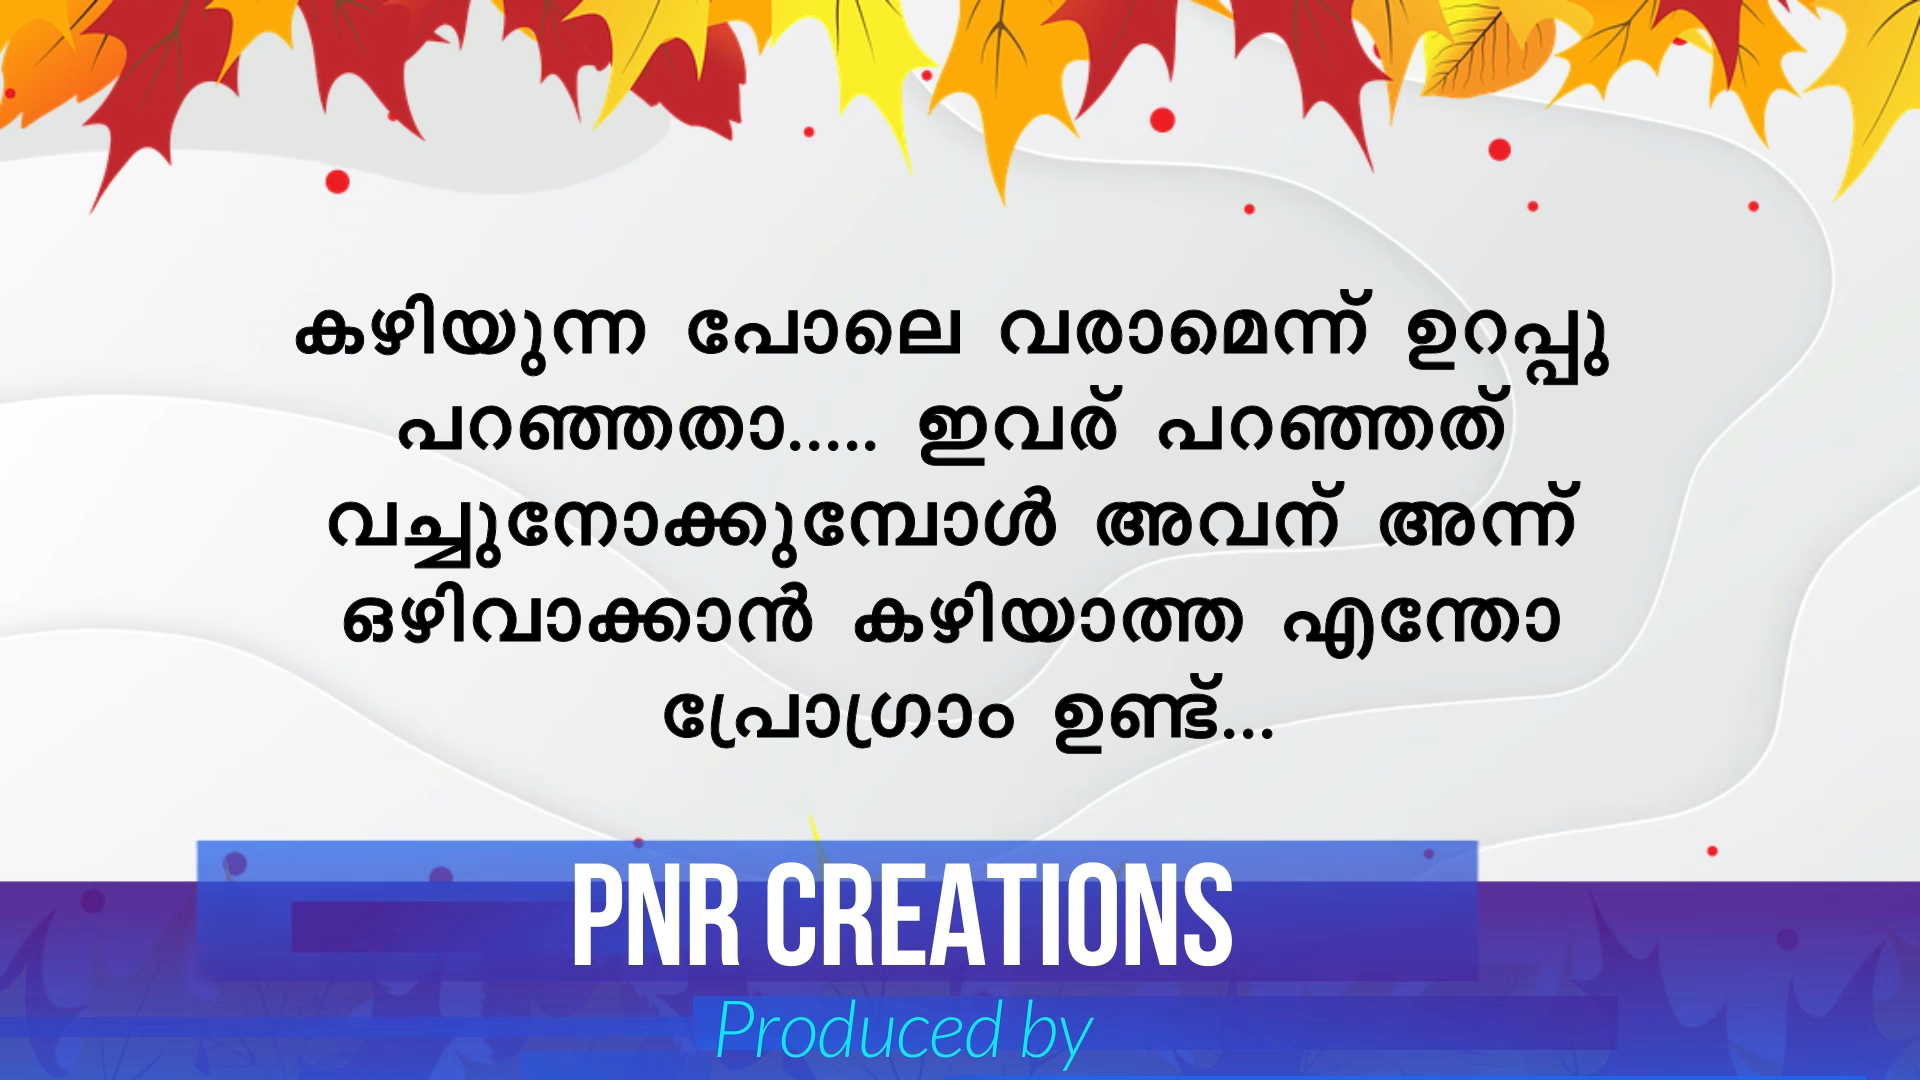 കഴിയുന്ന പോലെ വരാമെന്ന് ഉറപ്പു
പറഞ്ഞതാ..... ഇവര് പറഞ്ഞത്
വച്ചുനോക്കുമ്പോൾ അവന് അന്ന്
ഒഴിവാക്കാൻ കഴിയാത്ത എന്തോ
പ്രോഗ്രാം ഉണ്ട്...
PNR CREATIONS
Produced by